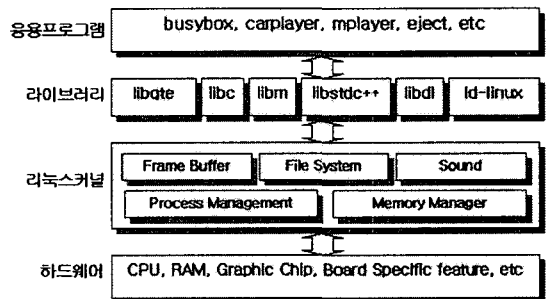 응용프로그램 busybox, carplayer, mplayer, eject, etc
라이브러리 libqte libc libm libstdc++ libdl ld-linux
리눅스커널
Frame Buffer File System Sound
Process Management Memory Manager
하드웨어 CPU, RAM, Graphic Chip, Board Specific feature, etc